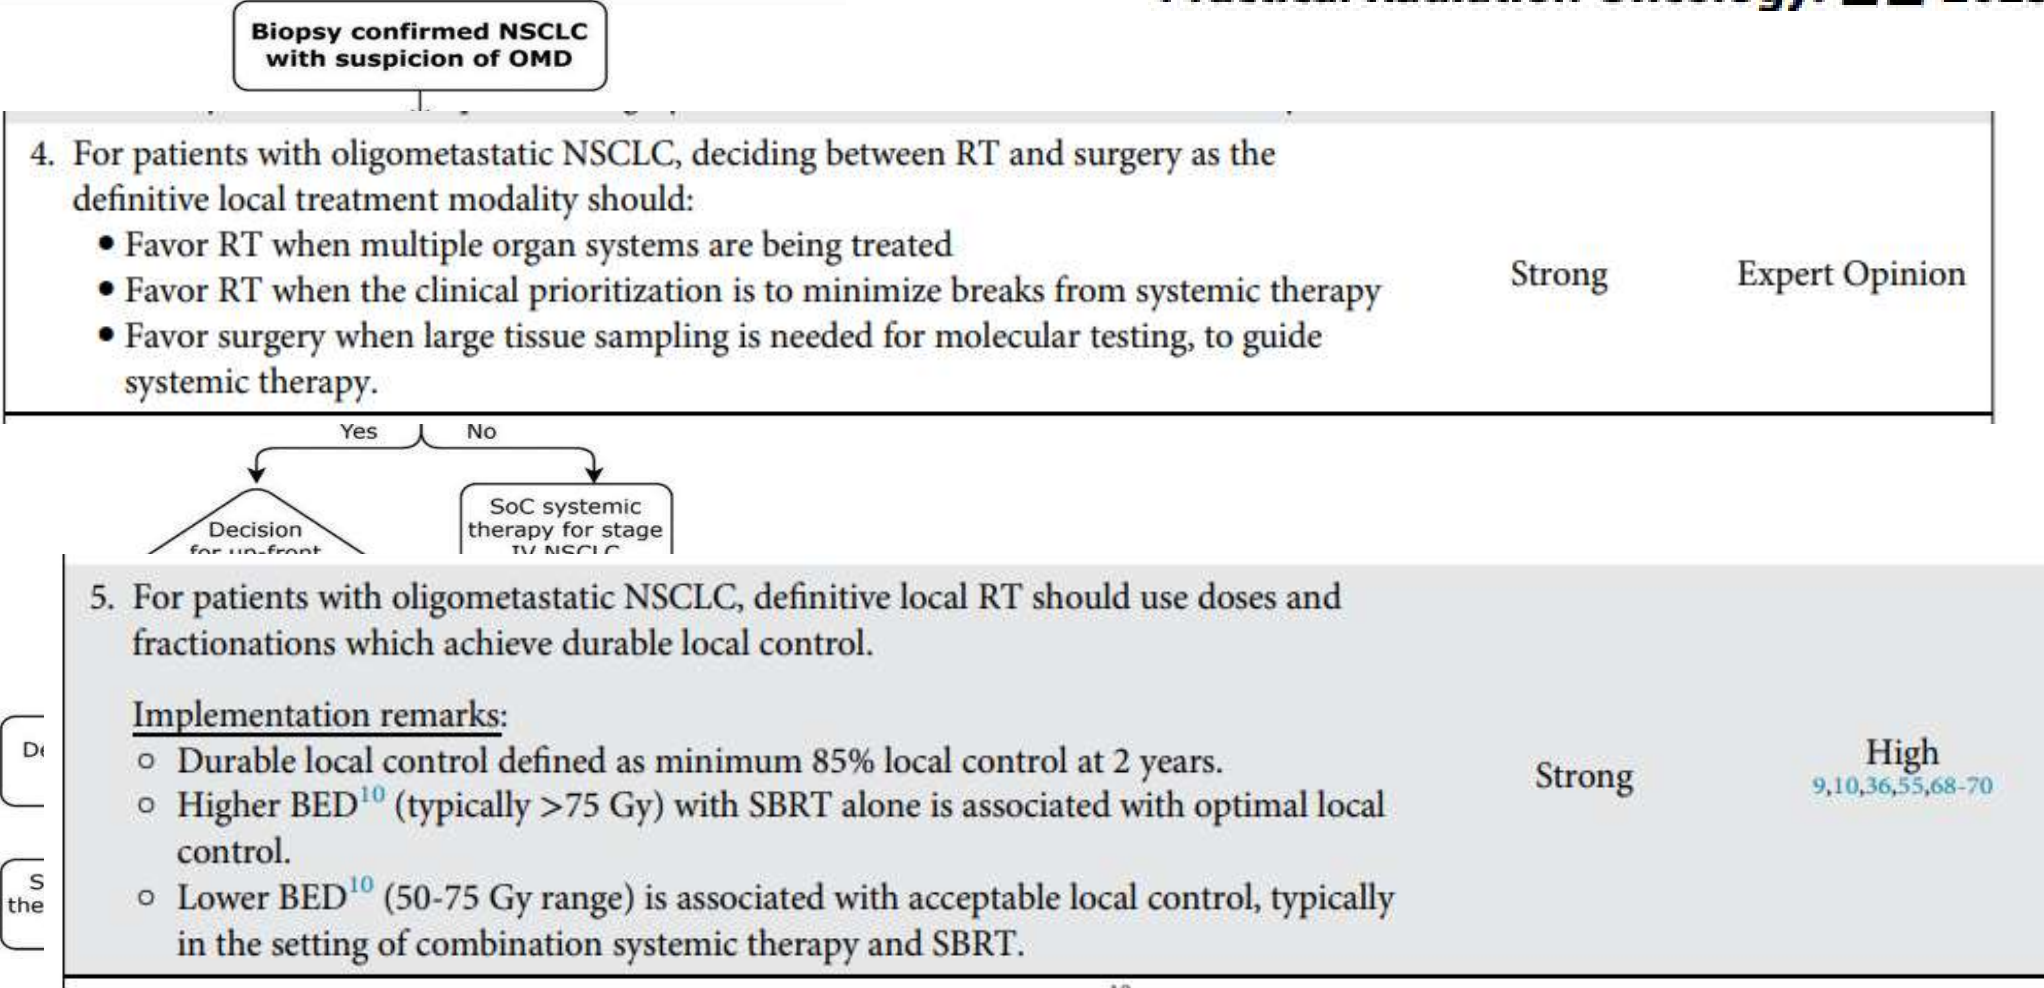 Biopsy confirmed NSCLC
with suspicion of OMD
4. For patients with oligometastatic NSCLC, deciding between RT and surgery as the
definitive local treatment modality should:
• Favor RT when multiple organ systems are being treated
• Favor RT when the clinical prioritization is to minimize breaks from systemic therapy
• Favor surgery when large tissue sampling is needed for molecular testing, to guide
systemic therapy.
Strong
Expert Opinion
Yes
No
Decision
for up-front
SoC systemic
therapy for stage
IV NSCLC
5. For patients with oligometastatic NSCLC, definitive local RT should use doses and
fractionations which achieve durable local control.
Implementation remarks:
○ Durable local control defined as minimum 85% local control at 2 years.
○ Higher BED10 (typically >75 Gy) with SBRT alone is associated with optimal local
control.
○ Lower BED10 (50-75 Gy range) is associated with acceptable local control, typically
in the setting of combination systemic therapy and SBRT.
Strong
High
9,10,36,55,68-70
De
S
the